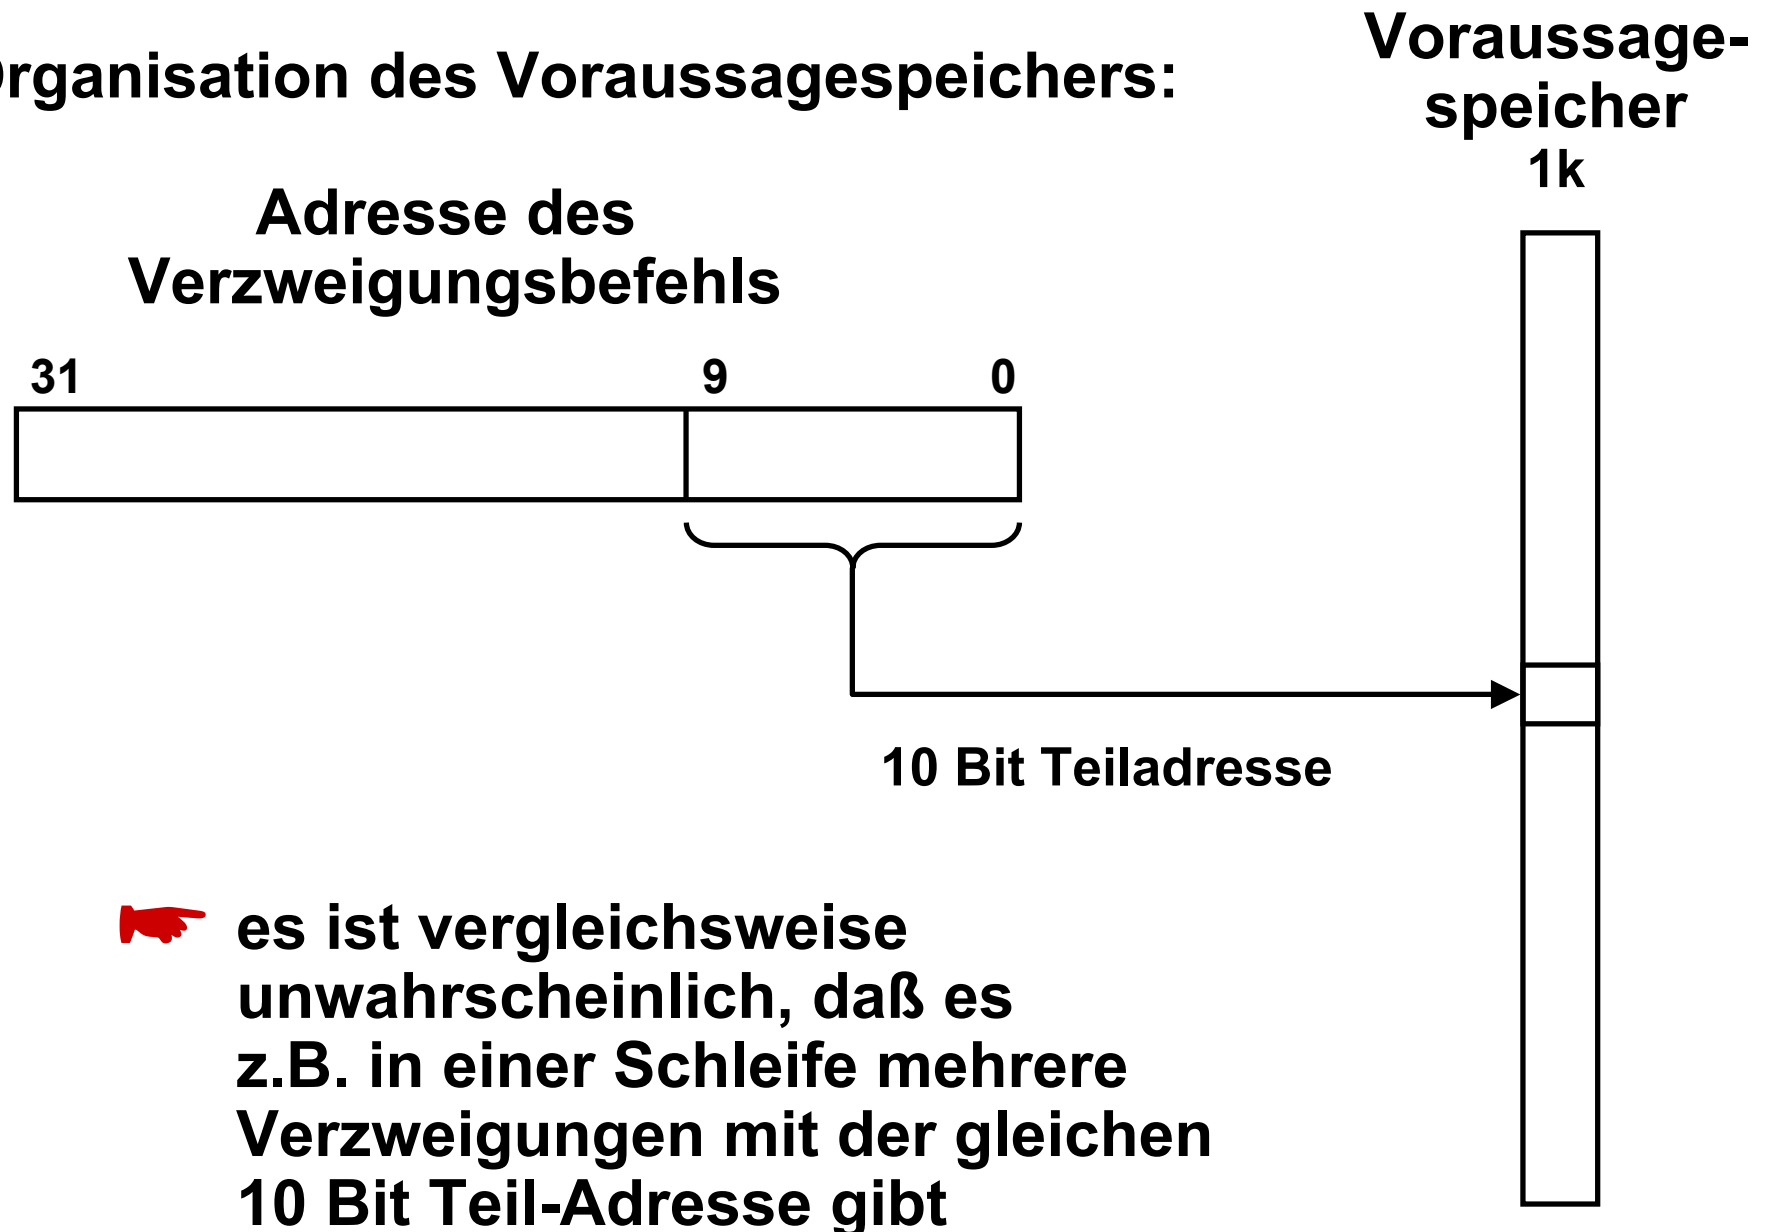 rganisation des Voraussagespeichers:
Voraussage-
speicher
1k
Adresse des
Verzweigungsbefehls
31 9 0
10 Bit Teiladresse
es ist vergleichsweise
unwahrscheinlich, daß es
z.B. in einer Schleife mehrere
Verzweigungen mit der gleichen
10 Bit Teil-Adresse gibt